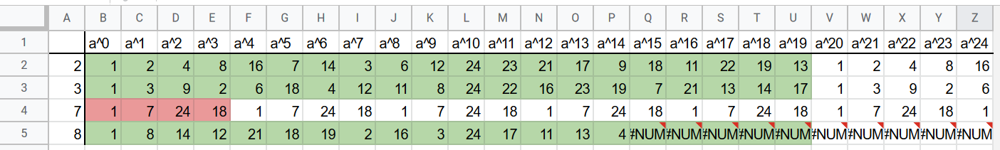 A B C D E F G H I J K L M N O P Q R S T U V W X Y Z
1 a^0 a^1 a^2 a^3 a^4 a^5 a^6 a^7 a^8 a^9 a^10 a^11 a^12 a^13 a^14 a^15 a^16 a^17 a^18 a^19 a^20 a^21 a^22 a^23 a^24
2 2 1 2 4 8 16 7 14 3 6 12 24 23 21 17 9 18 11 22 19 13 1 2 4 8 16
3 3 1 3 9 2 6 18 4 12 11 8 24 22 16 23 19 7 21 13 14 17 1 3 9 2 6
4 7 1 7 24 18 1 7 24 18 1 7 24 18 1 7 24 18 1 7 24 18 1 7 24 18 1
5 8 1 8 14 12 21 18 19 2 16 3 24 17 11 13 4 #NUM #NUM #NUM #NUM #NUM #NUM #NUM #NUM #NUM #NUM